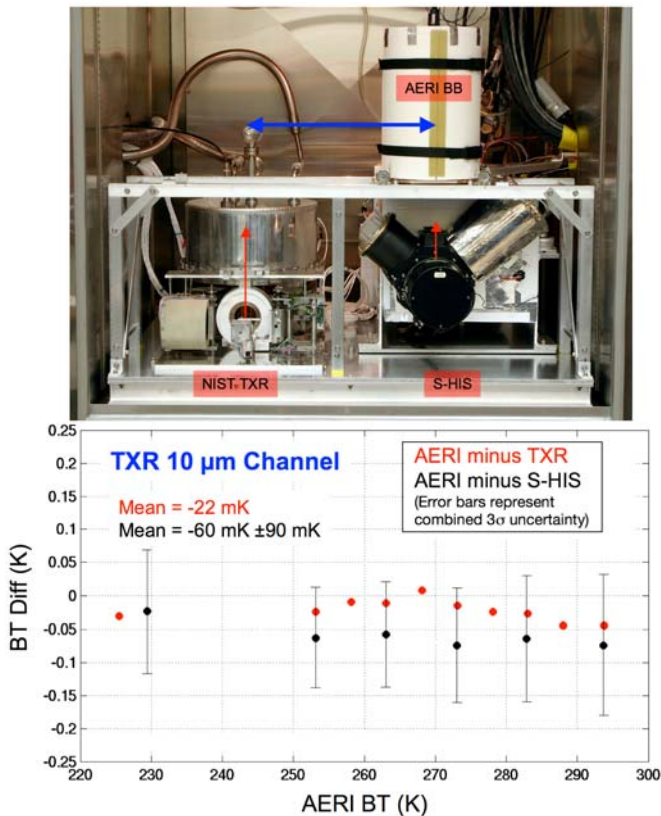 AERI BB
NIST-TXR
S-HIS
TXR 10 µm Channel
Mean = -22 mK
Mean = -60 mK ±90 mK
AERI minus TXR
AERI minus S-HIS
(Error bars represent
combined 3σ uncertainty)
BT Diff (K)
0.25
0.2
0.15
0.1
0.05
0
-0.05
-0.1
-0.15
-0.2
-0.25
220 230 240 250 260 270 280 290 300
AERI BT (K)